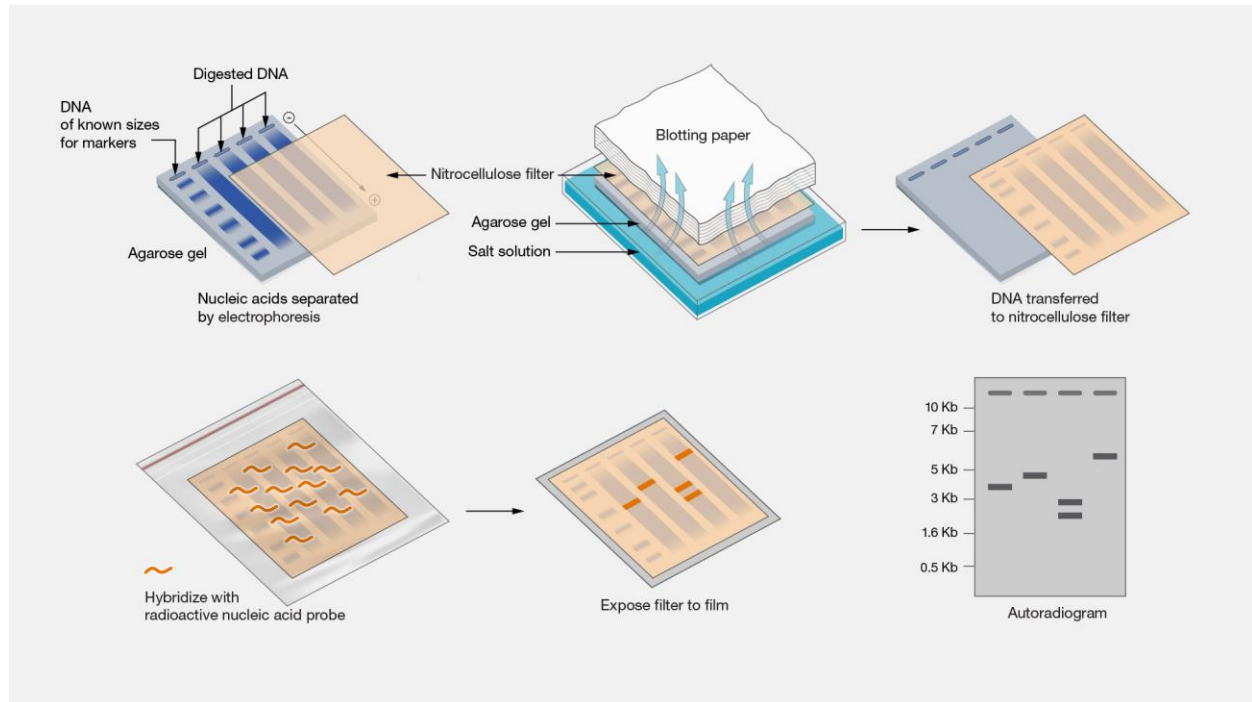 Digested DNA
DNA
of known sizes
for markers
−
+
Agarose gel
Nucleic acids separated
by electrophoresis
Nitrocellulose filter
Agarose gel
Salt solution
Blotting paper
DNA transferred
to nitrocellulose filter
Hybridize with
radioactive nucleic acid probe
Expose filter to film
10 Kb
7 Kb
5 Kb
3 Kb
1.6 Kb
0.5 Kb
Autoradiogram